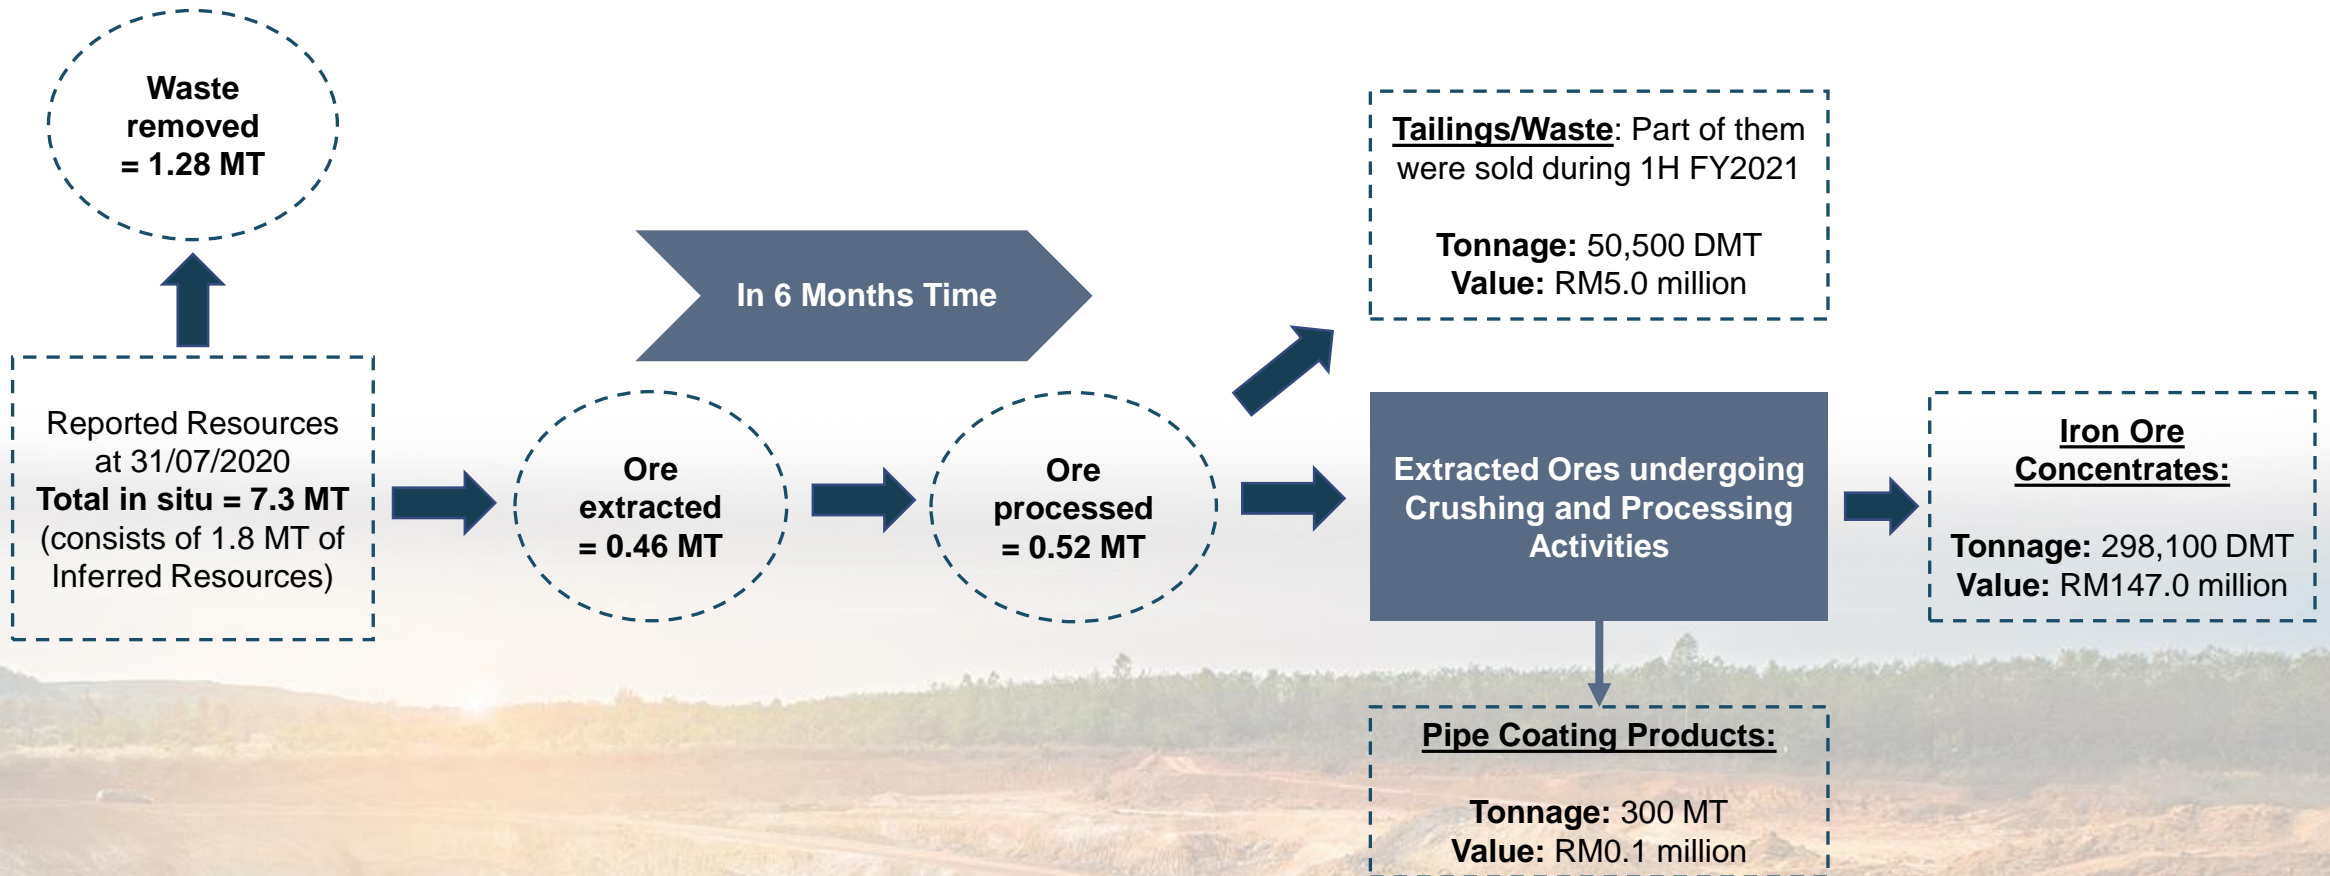 Waste
removed
= 1.28 MT
Reported Resources
at 31/07/2020
Total in situ = 7.3 MT
(consists of 1.8 MT of
Inferred Resources)
In 6 Months Time
Ore
extracted
= 0.46 MT
Ore
processed
= 0.52 MT
Tailings/Waste: Part of them
were sold during 1H FY2021
Tonnage: 50,500 DMT
Value: RM5.0 million
Extracted Ores undergoing
Crushing and Processing
Activities
Iron Ore
Concentrates:
Tonnage: 298,100 DMT
Value: RM147.0 million
Pipe Coating Products:
Tonnage: 300 MT
Value: RM0.1 million